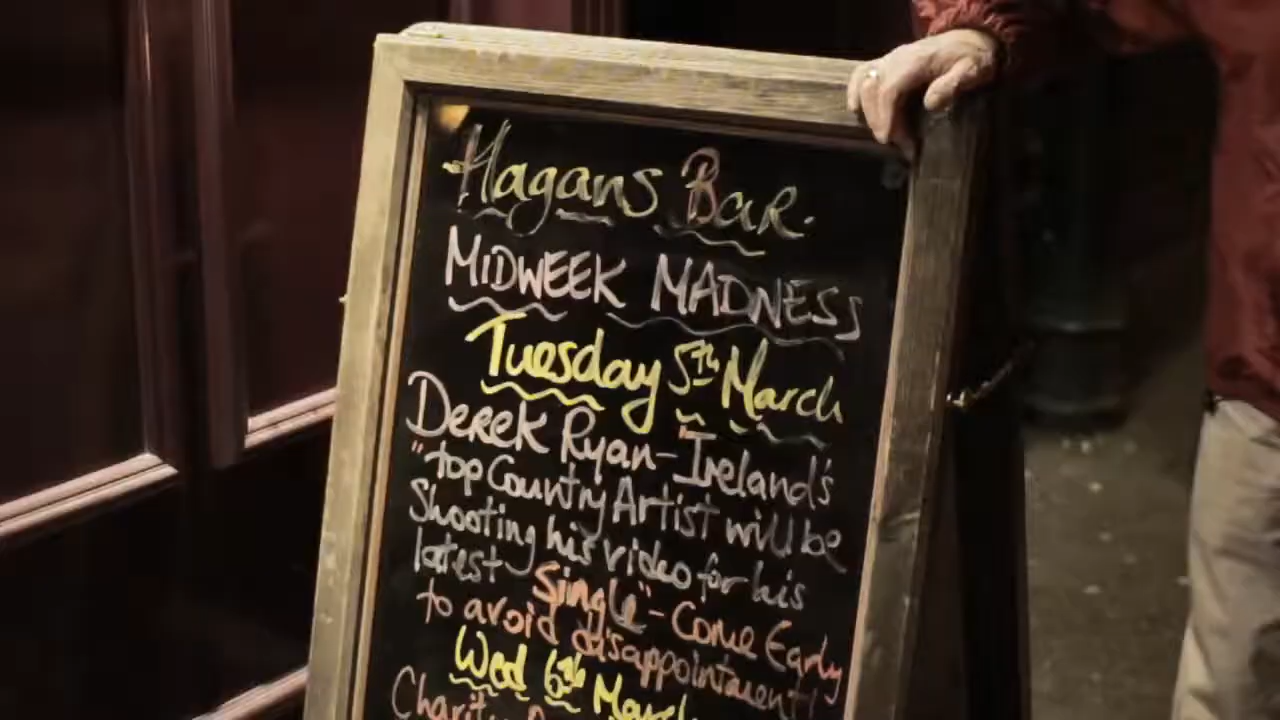 Hagans Bar.
MIDWEEK MADNESS
Tuesday 5th March
Derek Ryan - "Ireland's
"top Country Artist will be
Shooting his video for his
latest Single" - Come Early
to avoid disappointment!
Wed 6th March
Charity